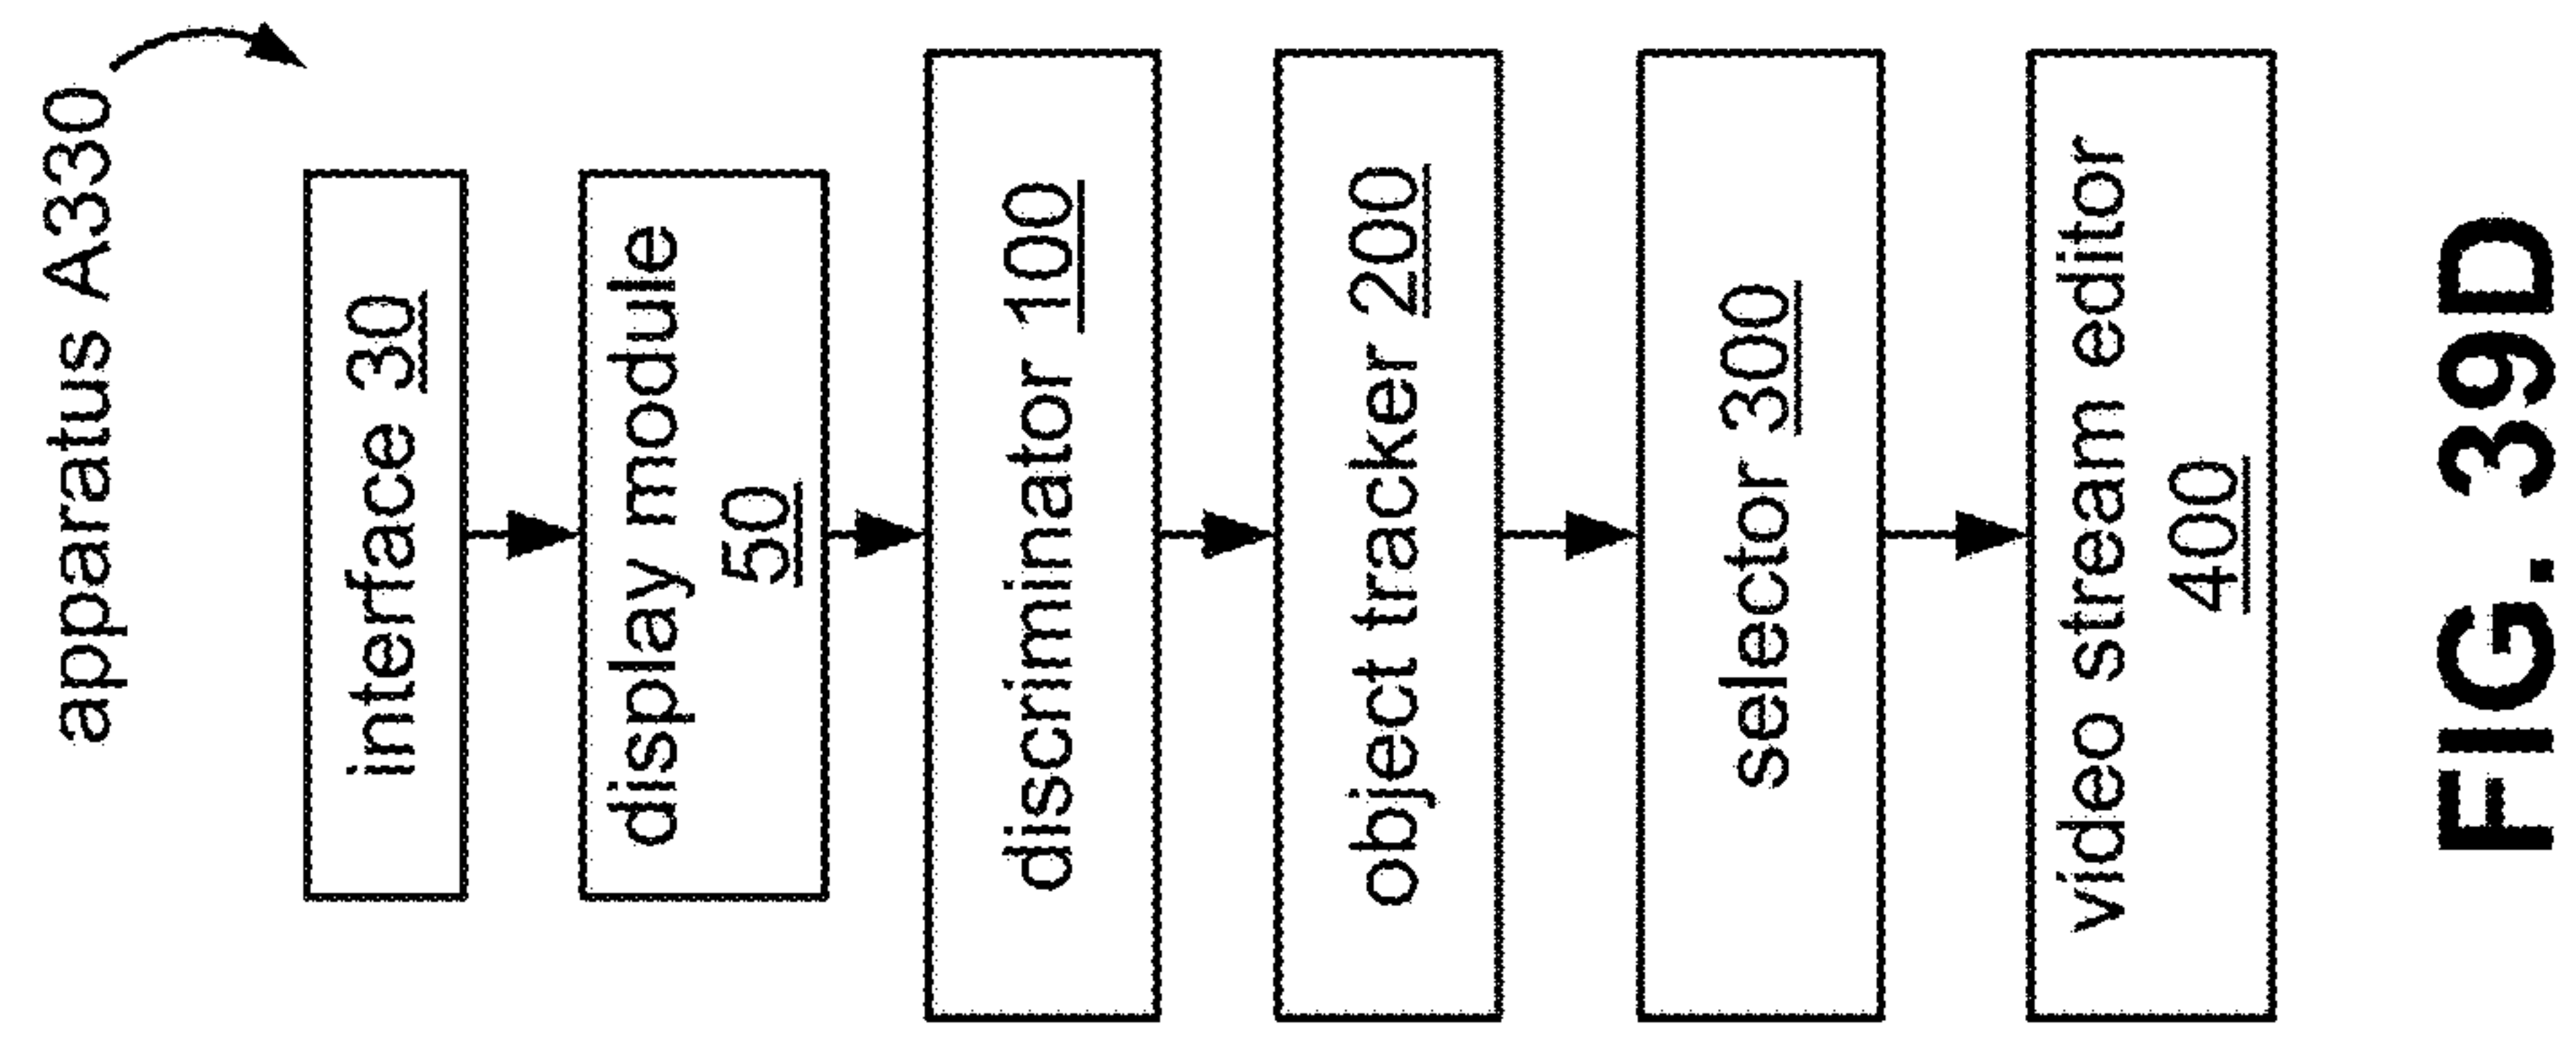 apparatus A330
interface 30
display module
50
discriminator 100
object tracker 200
selector 300
video stream editor
400
FIG. 39D